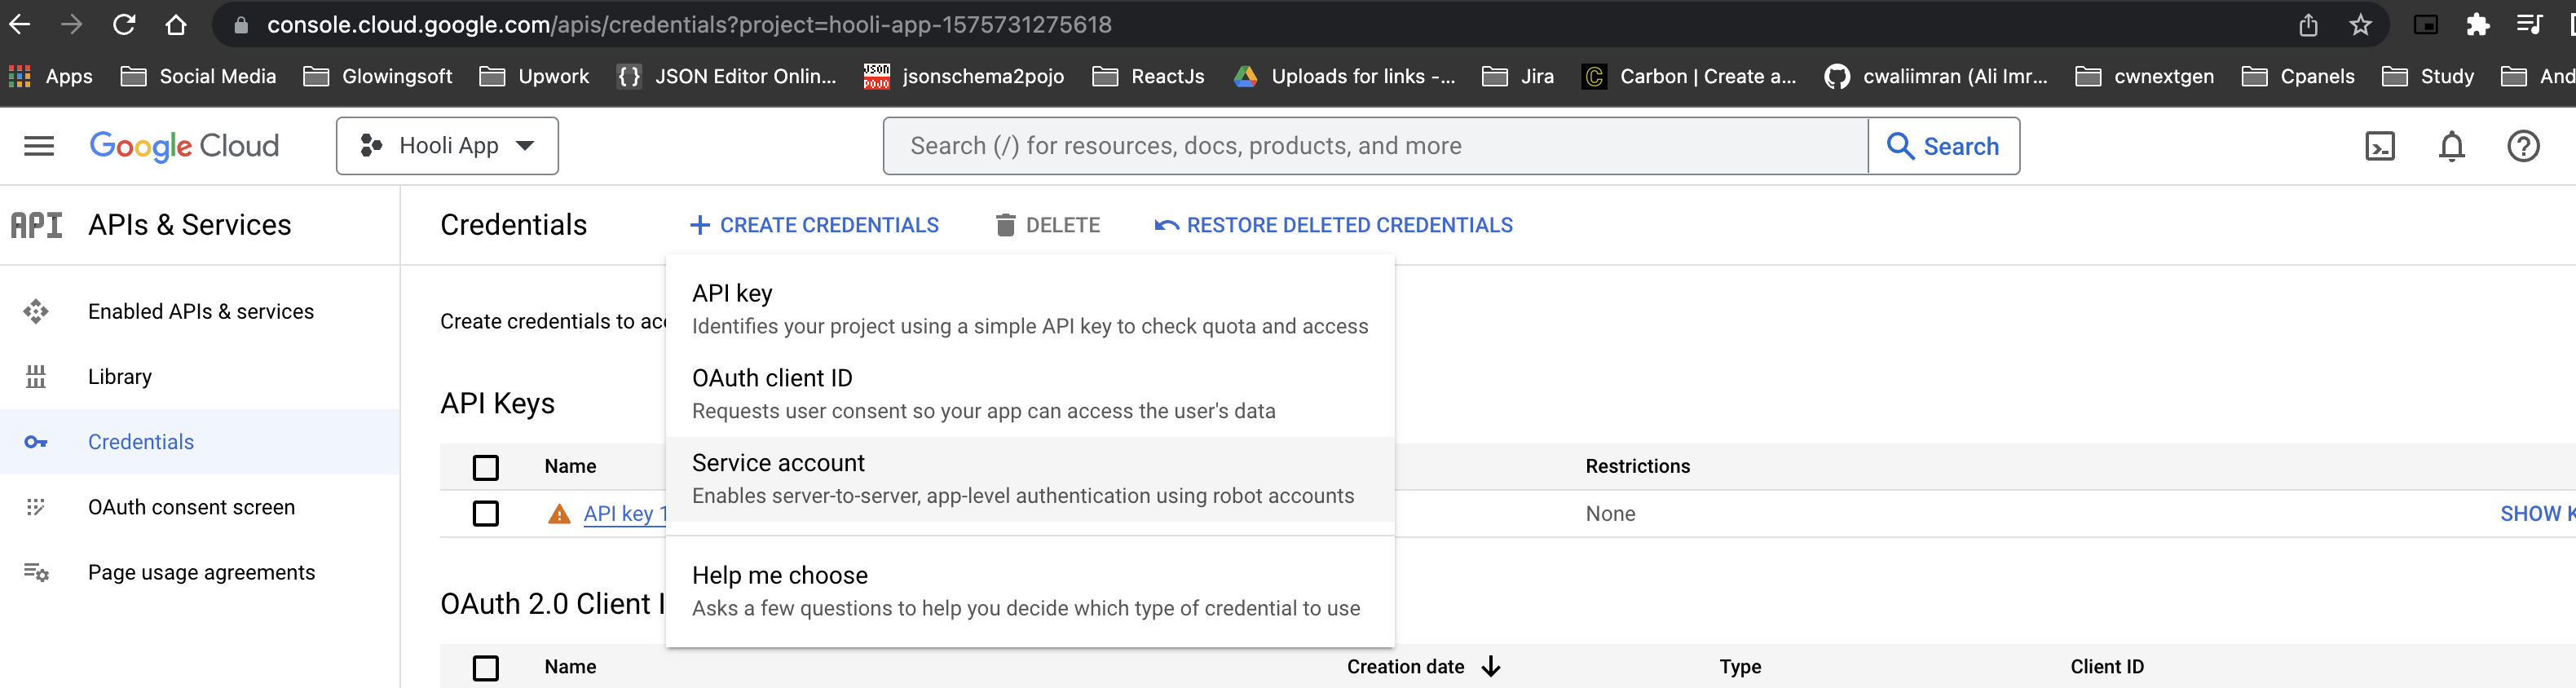 console.cloud.google.com/apis/credentials?project=hooli-app-1575731275618
Apps Social Media Glowingsoft Upwork {} JSON Editor Onlin... JSON POJO jsonschema2pojo ReactJs Uploads for links -... Jira C Carbon | Create a... cwaliimran (Ali Imr... cwnextgen Cpanels Study And
Google Cloud Hooli App Search (/) for resources, docs, products, and more Search
API APIs & Services Credentials + CREATE CREDENTIALS DELETE RESTORE DELETED CREDENTIALS
API key
Enabled APIs & services
Create credentials to acc
Identifies your project using a simple API key to check quota and access
Library
OAuth client ID
API Keys
Requests user consent so your app can access the user's data
Credentials
Service account
Name Restrictions
Enables server-to-server, app-level authentication using robot accounts
OAuth consent screen
API key 1 None SHOW K
Page usage agreements
Help me choose
OAuth 2.0 Client I
Asks a few questions to help you decide which type of credential to use
Name Creation date Type Client ID